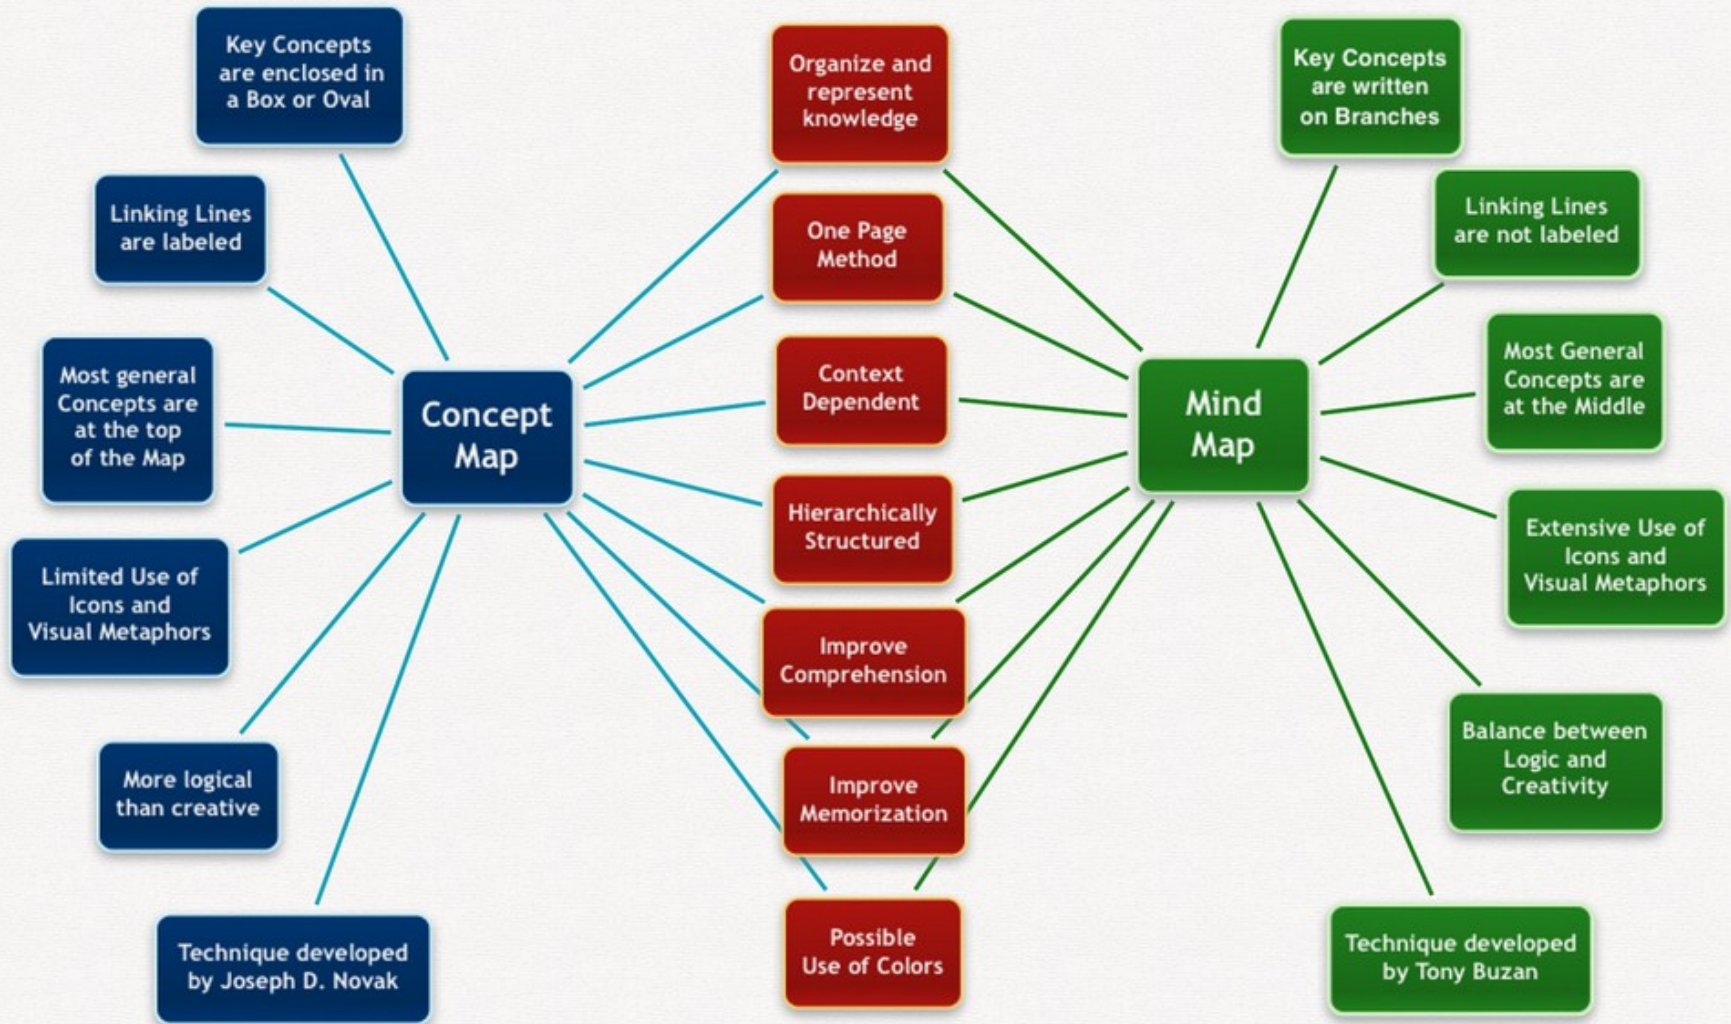 Key Concepts
are enclosed in
a Box or Oval
Linking Lines
are labeled
Most general
Concepts are
at the top
of the Map
Limited Use of
Icons and
Visual Metaphors
More logical
than creative
Technique developed
by Joseph D. Novak
Concept
Map
Organize and
represent
knowledge
One Page
Method
Context
Dependent
Hierarchically
Structured
Improve
Comprehension
Improve
Memorization
Possible
Use of Colors
Mind
Map
Key Concepts
are written
on Branches
Linking Lines
are not labeled
Most General
Concepts are
at the Middle
Extensive Use of
Icons and
Visual Metaphors
Balance between
Logic and
Creativity
Technique developed
by Tony Buzan